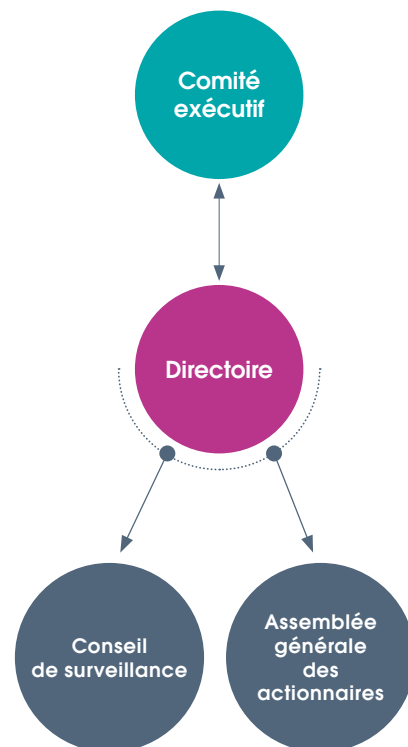 Comité
exécutif
Directoire
Conseil
de surveillance
Assemblée
générale
des
actionnaires